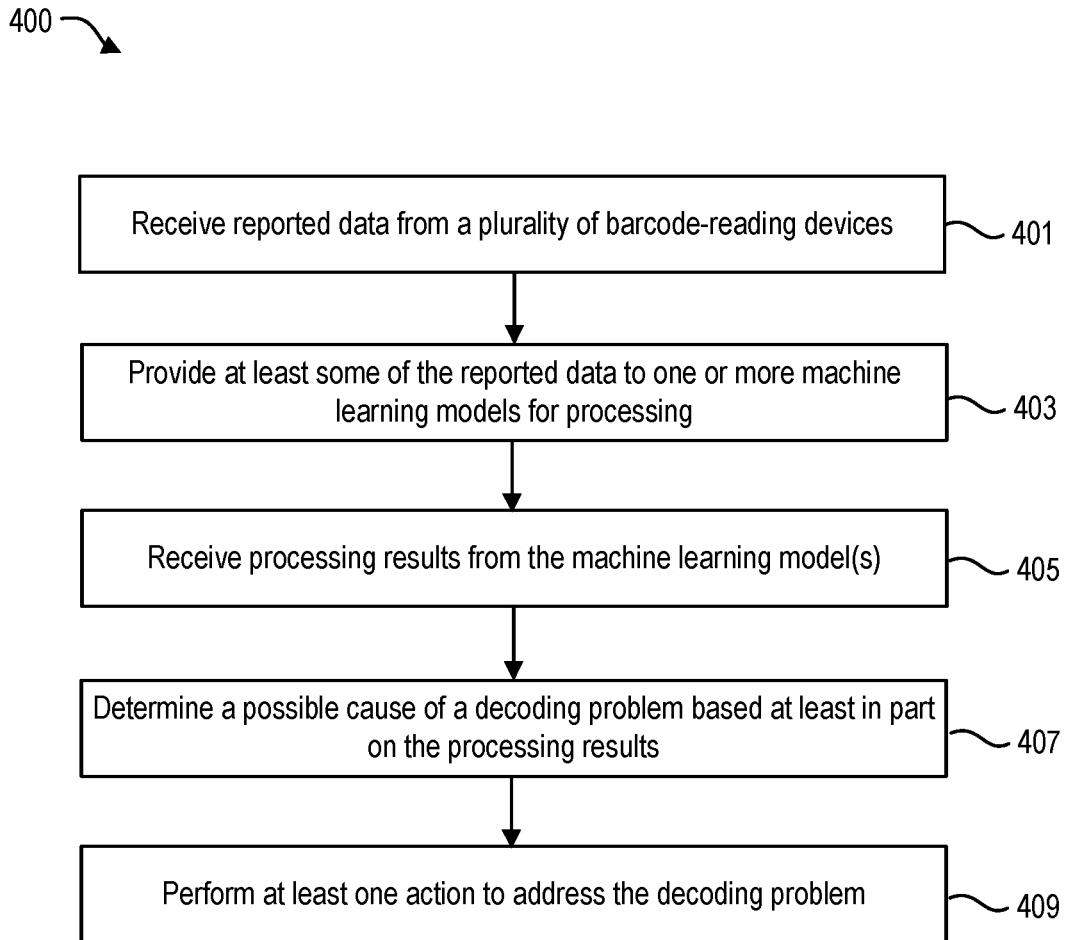 400
Receive reported data from a plurality of barcode-reading devices
401
Provide at least some of the reported data to one or more machine
learning models for processing
403
Receive processing results from the machine learning model(s)
405
Determine a possible cause of a decoding problem based at least in part
on the processing results
407
Perform at least one action to address the decoding problem
409